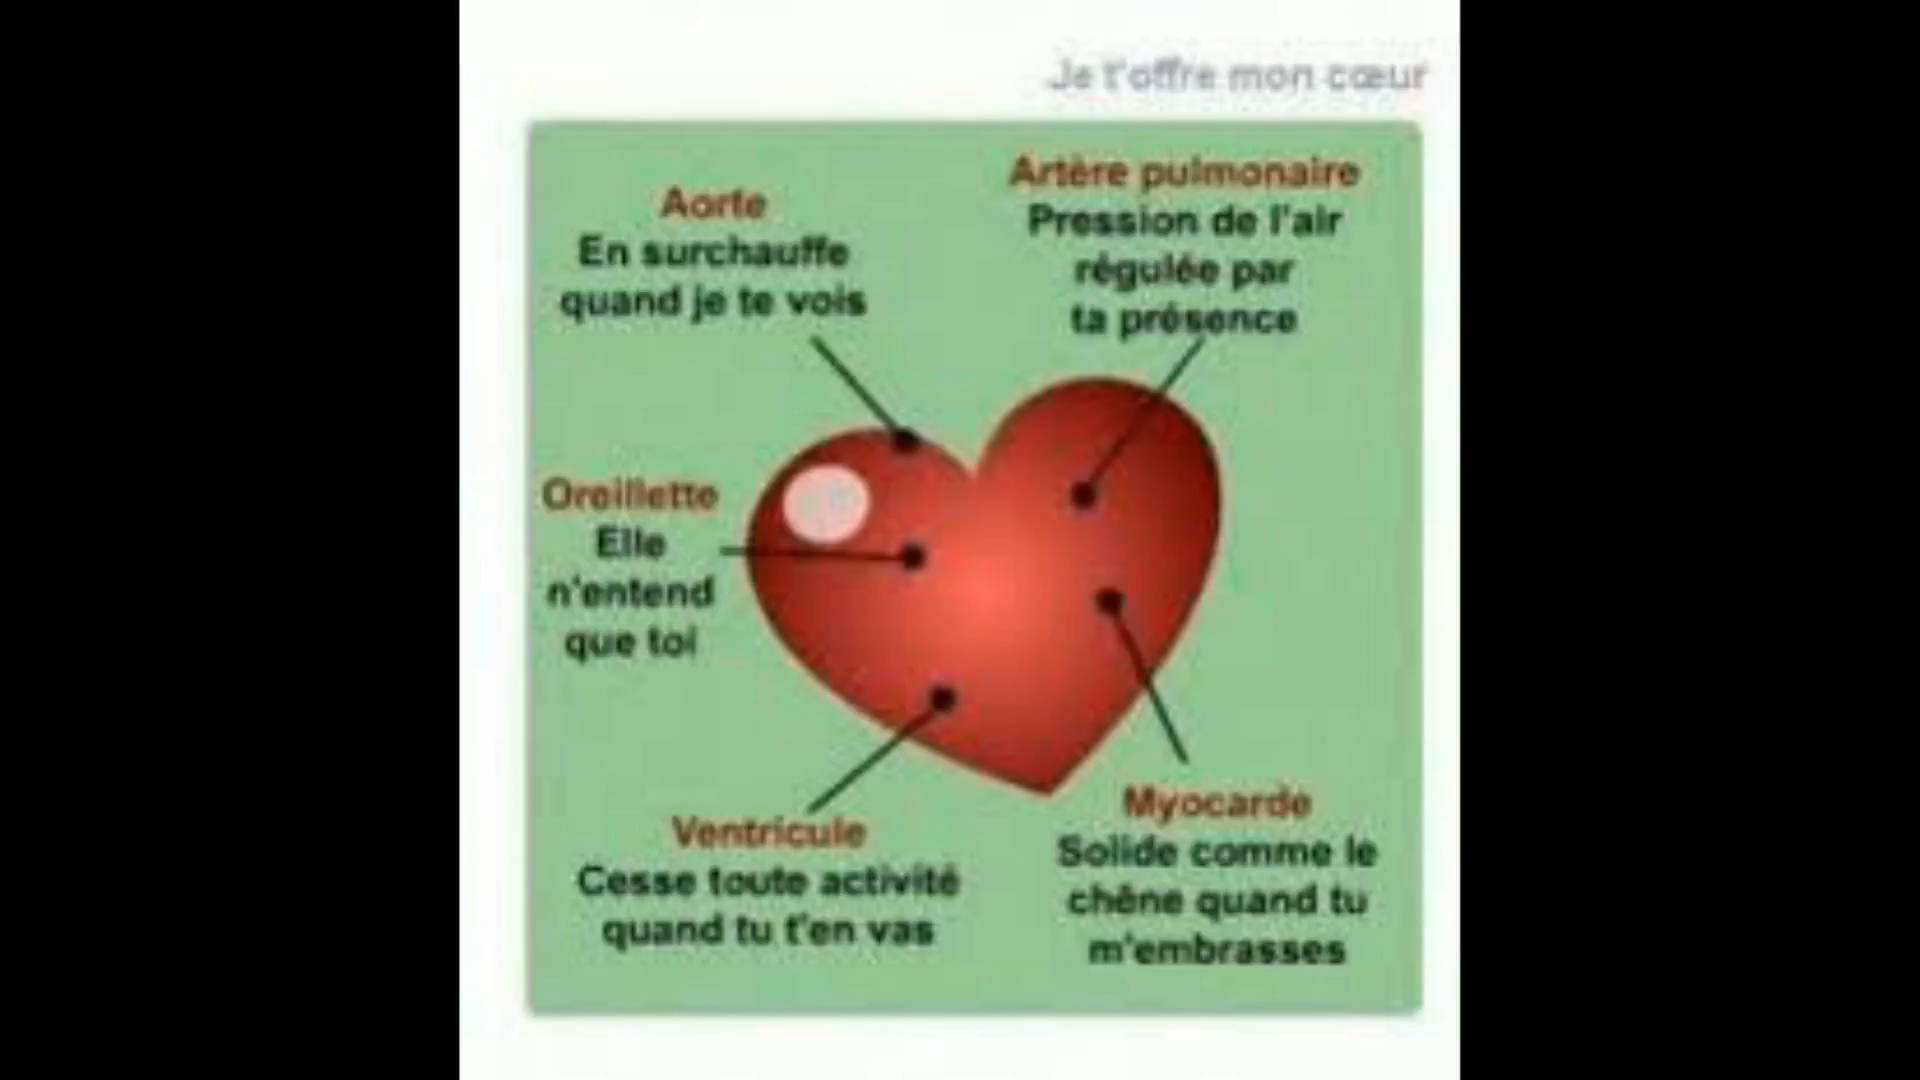 Je t'offre mon cœur
Aorte
En surchauffe
quand je te vois
Artère pulmonaire
Pression de l'air
régulée par
ta présence
Oreillette
Elle
n'entend
que toi
Ventricule
Cesse toute activité
quand tu t'en vas
Myocarde
Solide comme le
chêne quand tu
m'embrasses